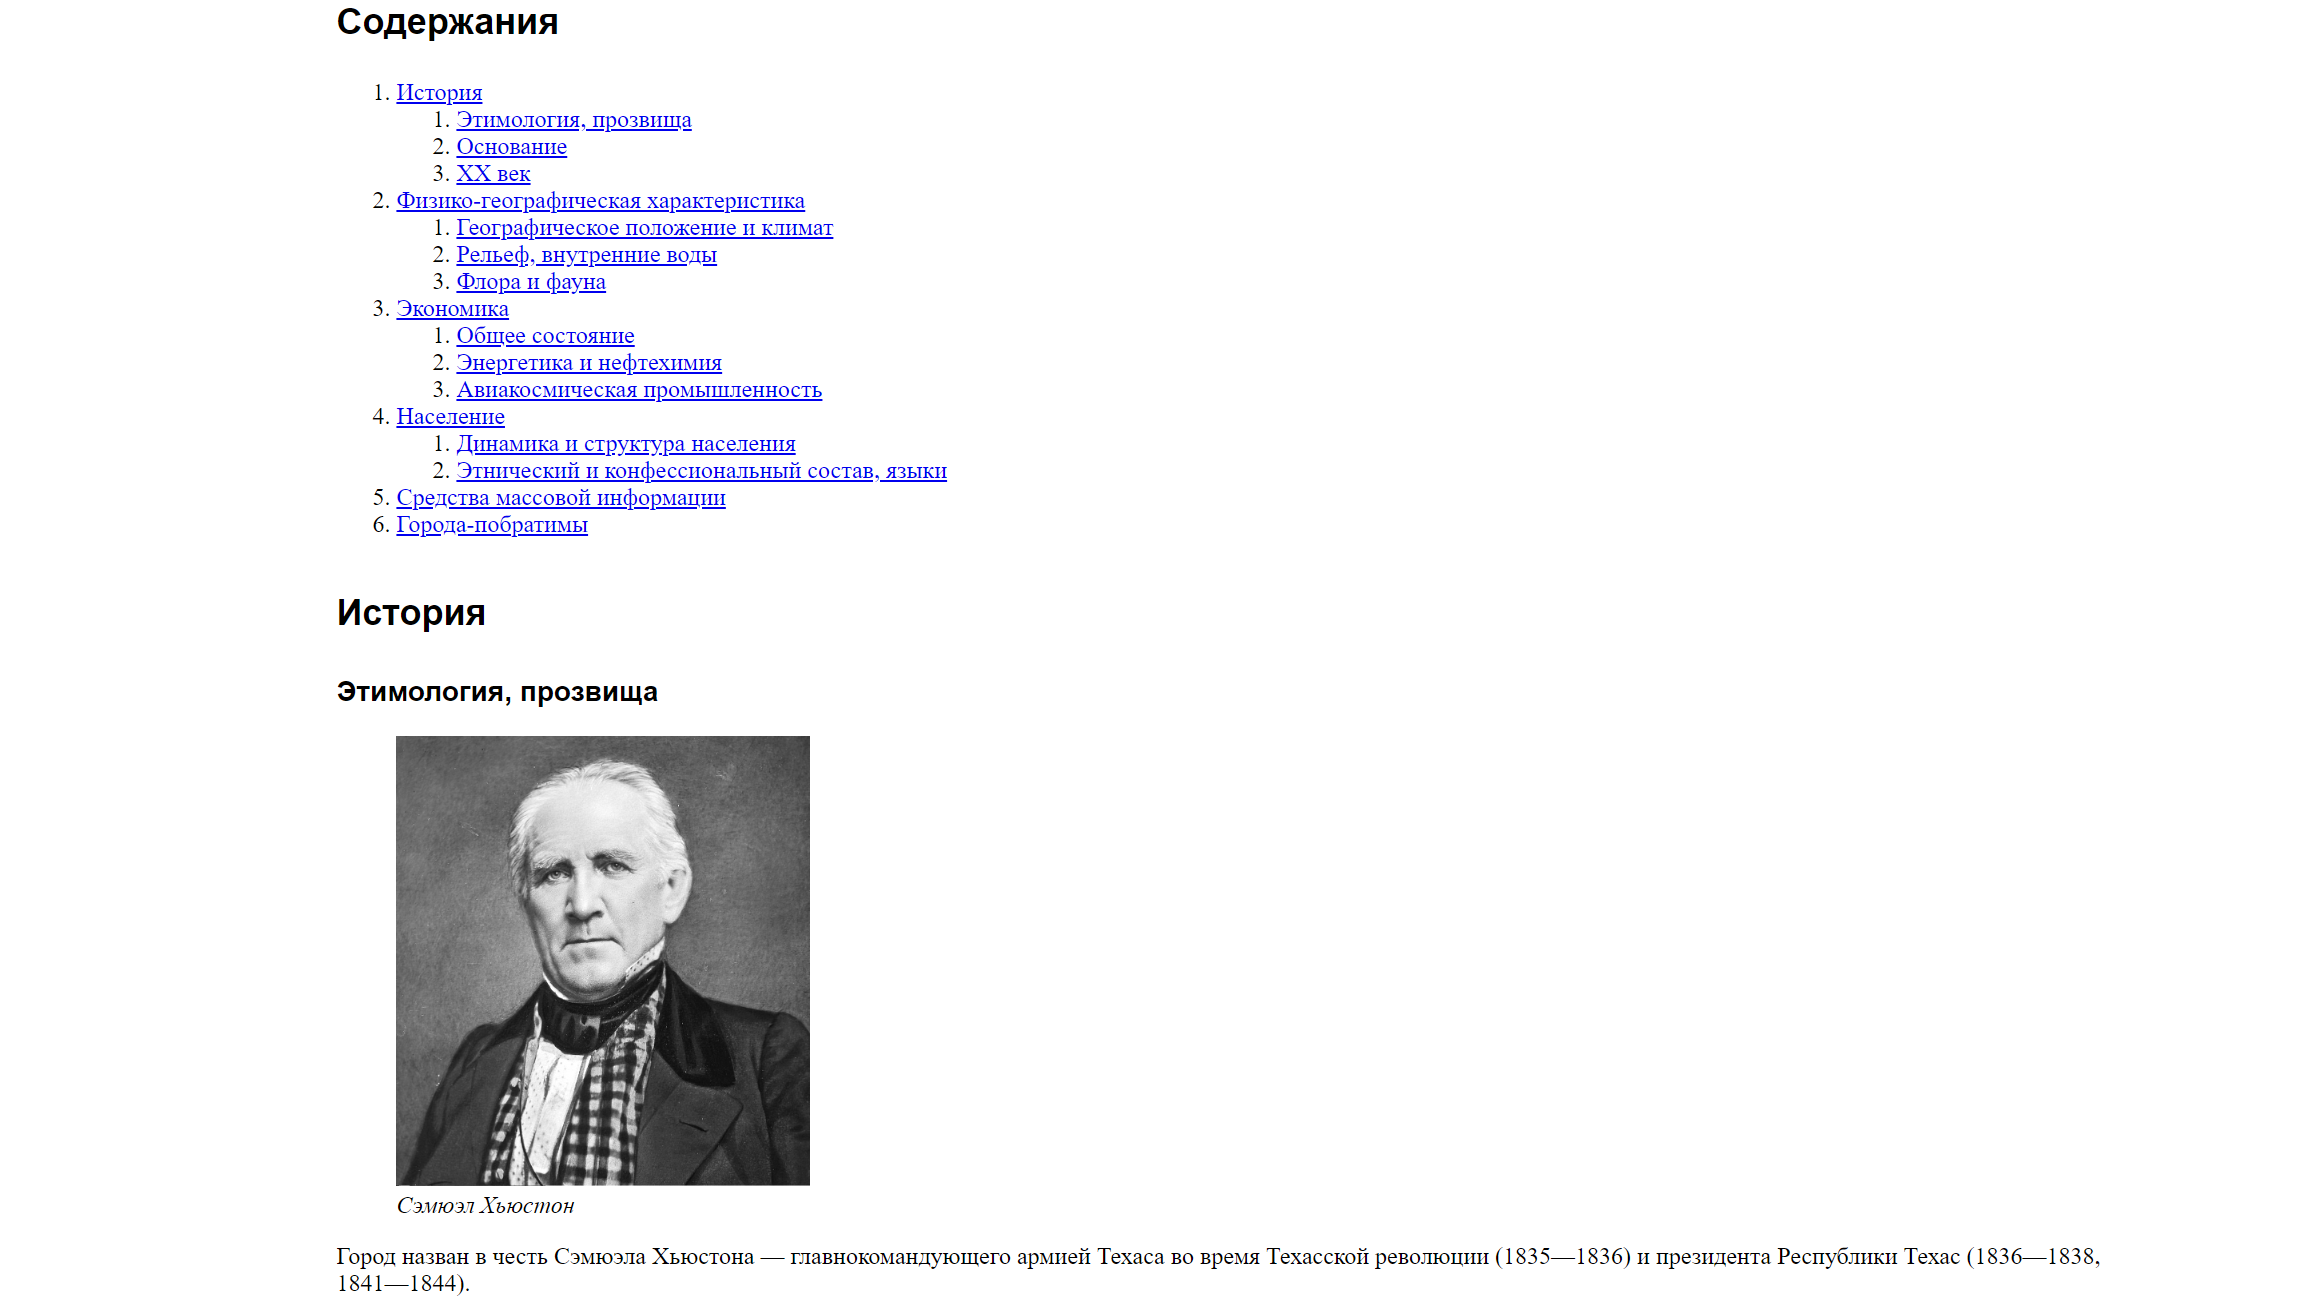 Содержания
1. История
1. Этимология, прозвища
2. Основание
3. XX век
2. Физико-географическая характеристика
1. Географическое положение и климат
2. Рельеф, внутренние воды
3. Флора и фауна
3. Экономика
1. Общее состояние
2. Энергетика и нефтехимия
3. Авиакосмическая промышленность
4. Население
1. Динамика и структура населения
2. Этнический и конфессиональный состав, языки
5. Средства массовой информации
6. Города-побратимы
История
Этимология, прозвища
Сэмюэл Хьюстон
Город назван в честь Сэмюэла Хьюстона — главнокомандующего армией Техаса во время Техасской революции (1835—1836) и президента Республики Техас (1836—1838,
1841—1844).